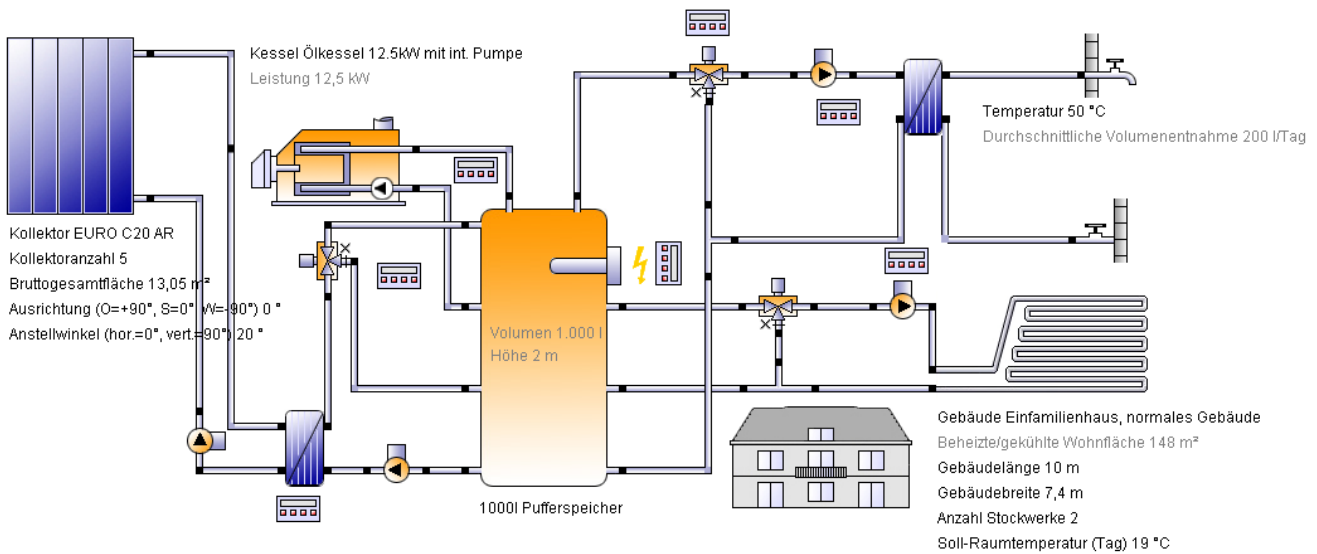 Kessel Ölkessel 12.5kW mit int. Pumpe
Leistung 12,5 kW
Temperatur 50 °C
Durchschnittliche Volumenentnahme 200 l/Tag
Kollektor EURO C20 AR
Kollektoranzahl 5
Bruttogesamtfläche 13,05 m²
Ausrichtung (O=+90°, S=0°, W=-90°) 0 °
Anstellwinkel (hor.=0°, vert.=90°) 20 °
Volumen 1.000 l
Höhe 2 m
1000l Pufferspeicher
Gebäude Einfamilienhaus, normales Gebäude
Beheizte/gekühlte Wohnfläche 148 m²
Gebäudelänge 10 m
Gebäudebreite 7,4 m
Anzahl Stockwerke 2
Soll-Raumtemperatur (Tag) 19 °C